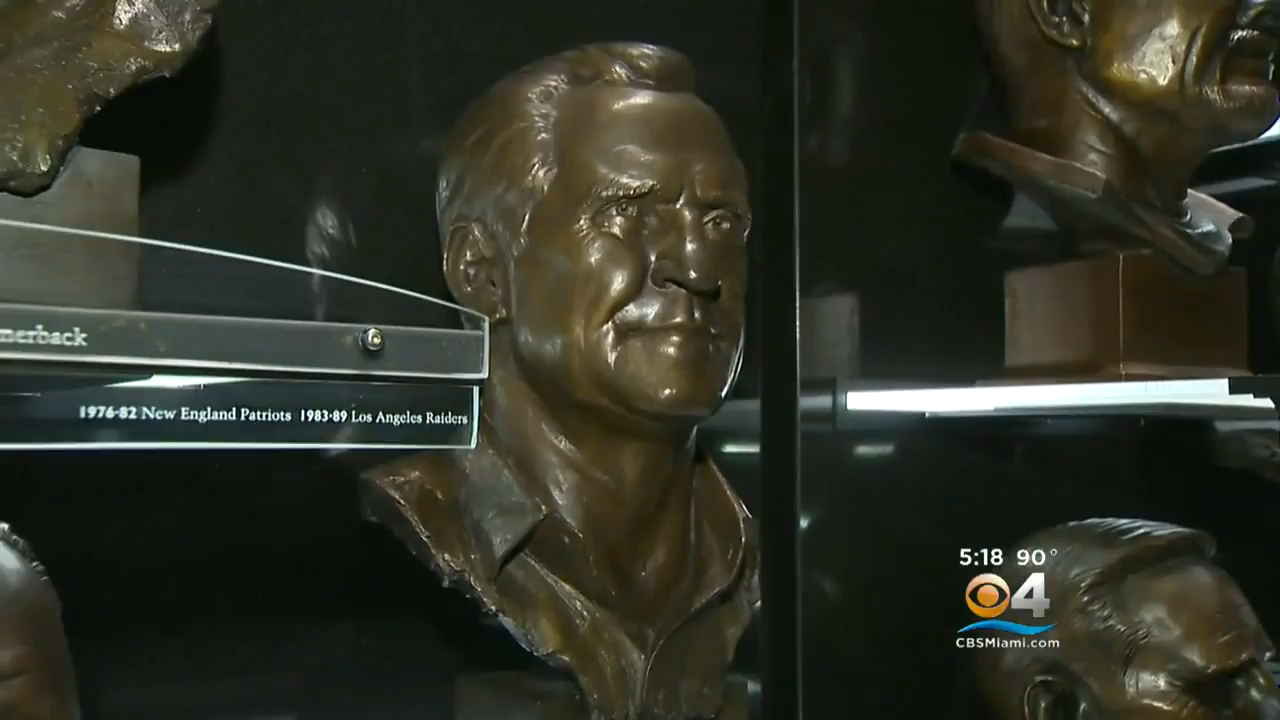 nerback
1976-82 New England Patriots 1983-89 Los Angeles Raiders
5:18 90°
4
CBSMiami.com